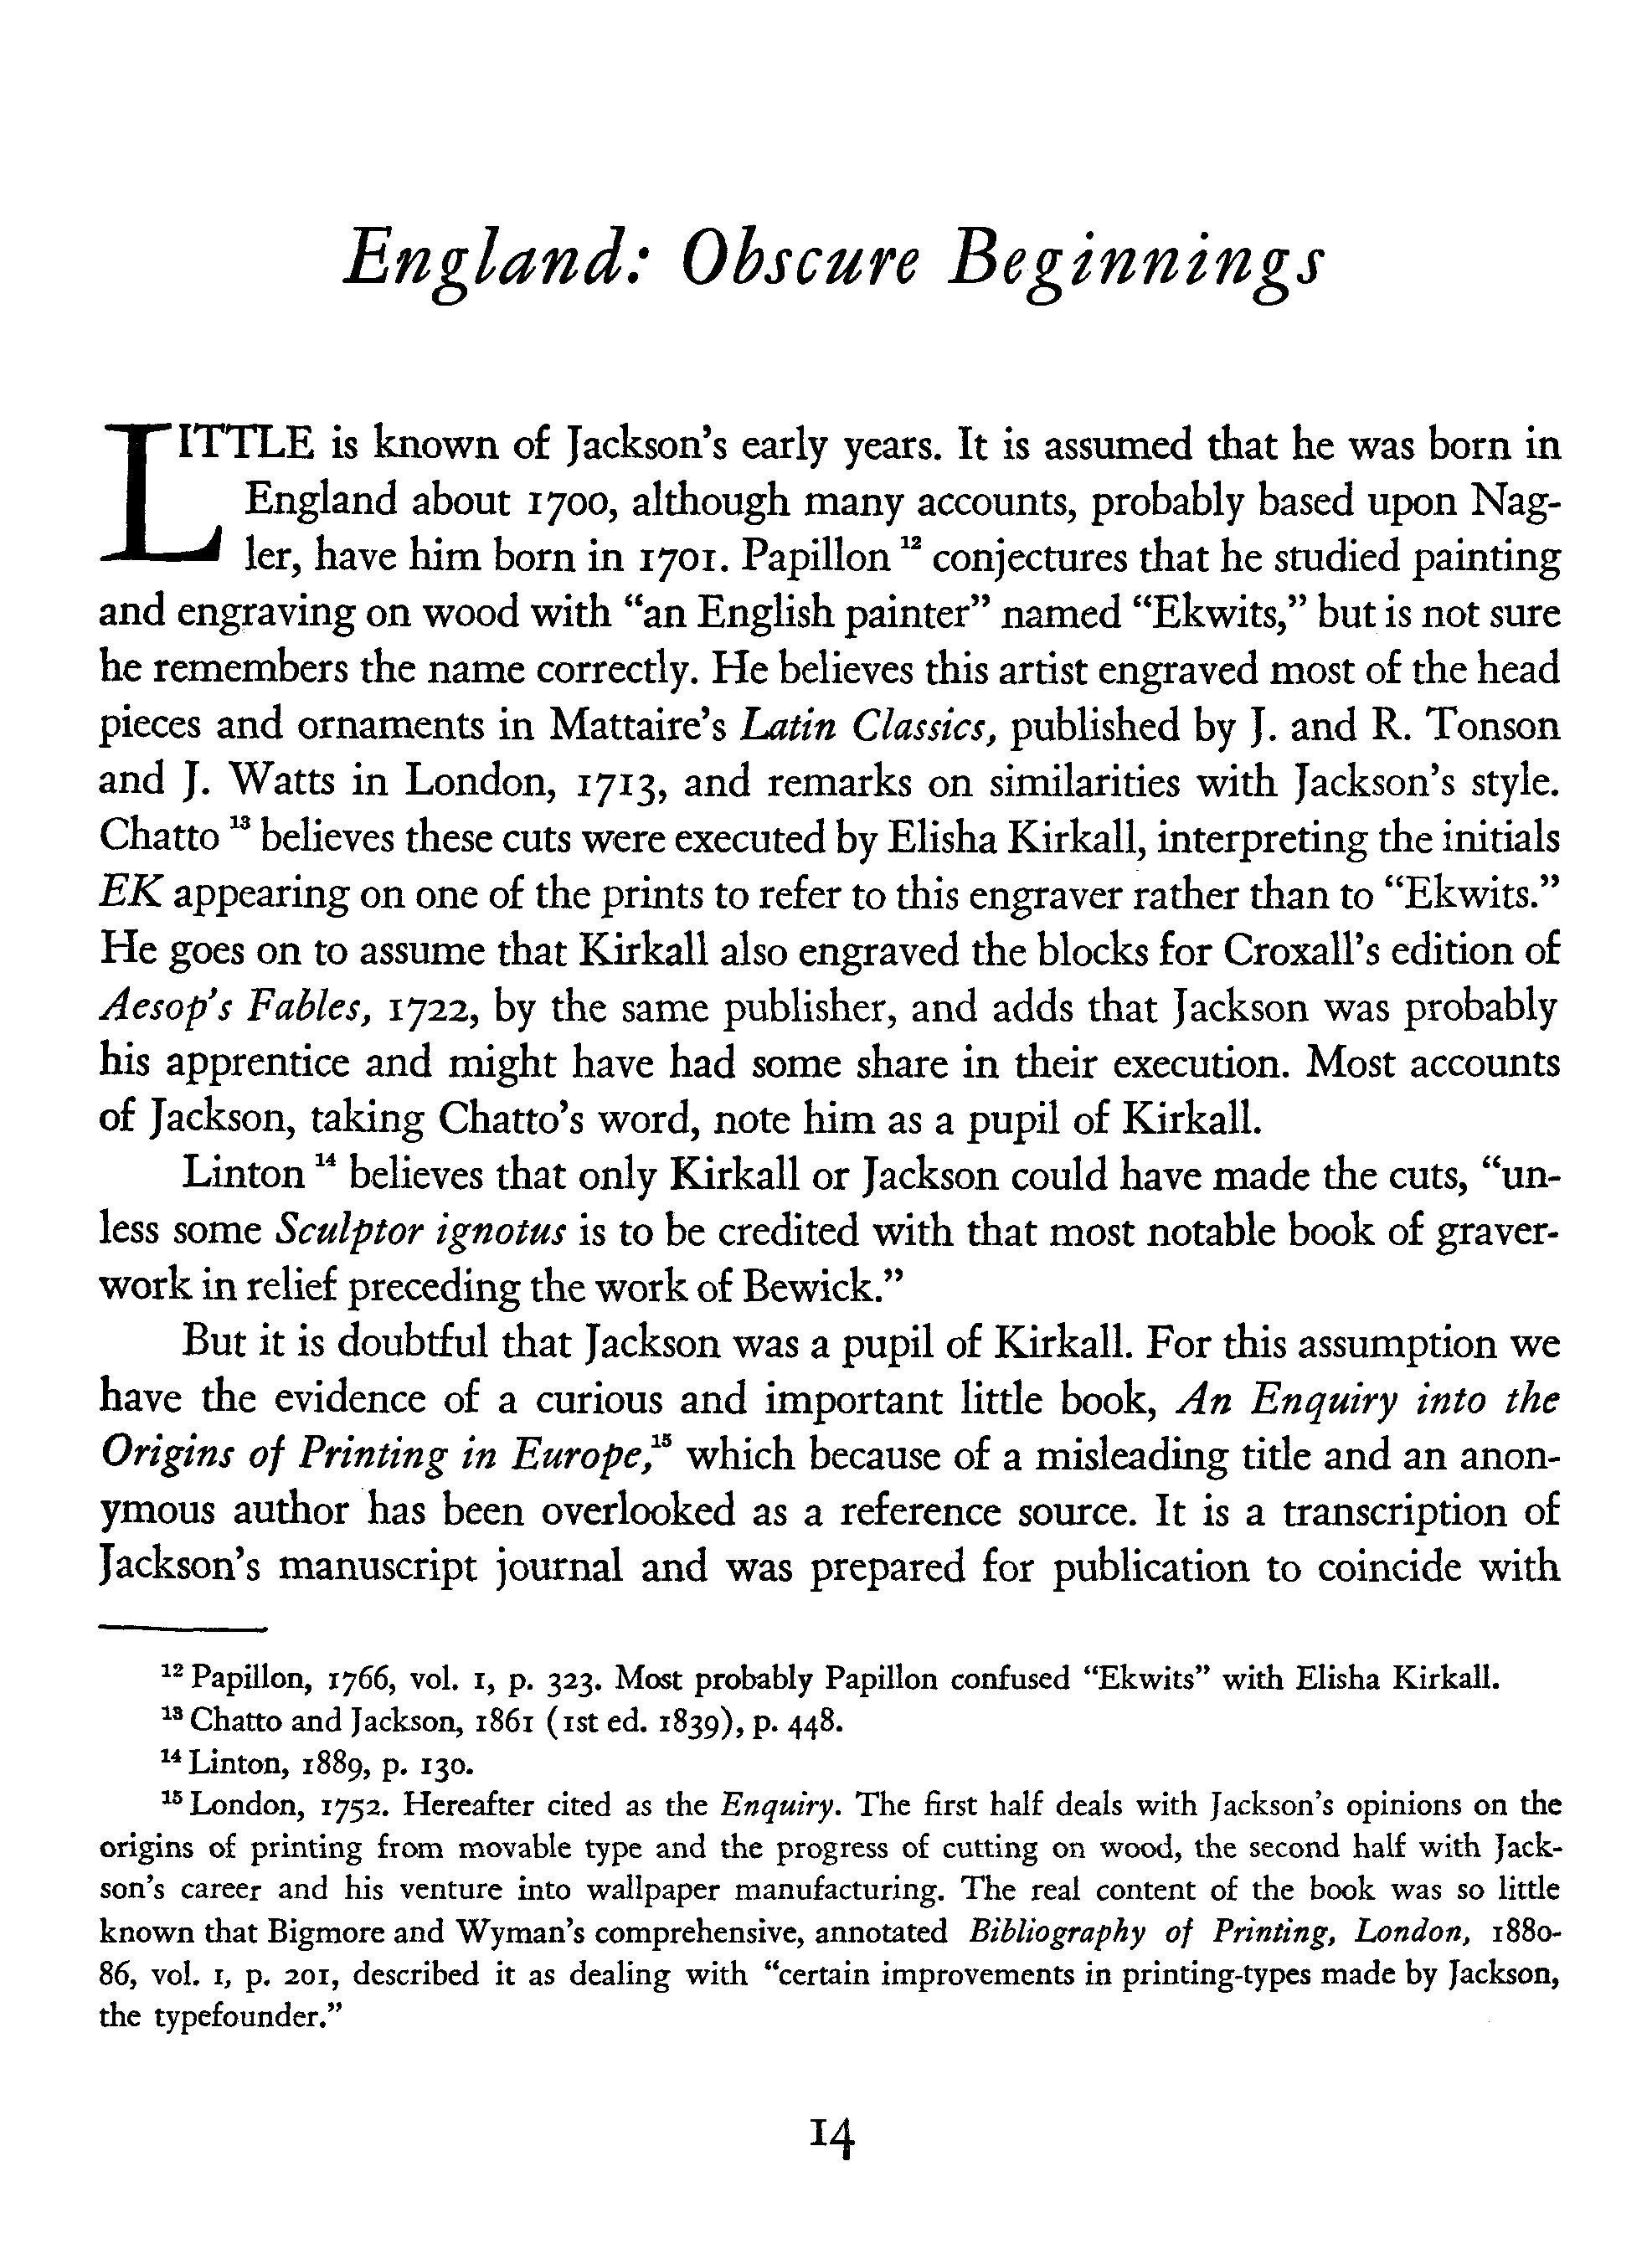 England: Obscure Beginnings
LITTLE is known of Jackson's early years. It is assumed that he was born in
England about 1700, although many accounts, probably based upon Nag-
ler, have him born in 1701. Papillon 12 conjectures that he studied painting
and engraving on wood with “an English painter” named “Ekwits,” but is not sure
he remembers the name correctly. He believes this artist engraved most of the head
pieces and ornaments in Mattaire's Latin Classics, published by J. and R. Tonson
and J. Watts in London, 1713, and remarks on similarities with Jackson's style.
Chatto 13 believes these cuts were executed by Elisha Kirkall, interpreting the initials
EK appearing on one of the prints to refer to this engraver rather than to “Ekwits.”
He goes on to assume that Kirkall also engraved the blocks for Croxall's edition of
Aesop's Fables, 1722, by the same publisher, and adds that Jackson was probably
his apprentice and might have had some share in their execution. Most accounts
of Jackson, taking Chatto's word, note him as a pupil of Kirkall.
Linton 14 believes that only Kirkall or Jackson could have made the cuts, “un-
less some Sculptor ignotus is to be credited with that most notable book of graver-
work in relief preceding the work of Bewick.”
But it is doubtful that Jackson was a pupil of Kirkall. For this assumption we
have the evidence of a curious and important little book, An Enquiry into the
Origins of Printing in Europe,15 which because of a misleading title and an anon-
ymous author has been overlooked as a reference source. It is a transcription of
Jackson's manuscript journal and was prepared for publication to coincide with
12 Papillon, 1766, vol. 1, p. 323. Most probably Papillon confused “Ekwits” with Elisha Kirkall.
13 Chatto and Jackson, 1861 (1st ed. 1839), p. 448.
14 Linton, 1889, p. 130.
15 London, 1752. Hereafter cited as the Enquiry. The first half deals with Jackson's opinions on the
origins of printing from movable type and the progress of cutting on wood, the second half with Jack-
son's career and his venture into wallpaper manufacturing. The real content of the book was so little
known that Bigmore and Wyman's comprehensive, annotated Bibliography of Printing, London, 1880-
86, vol. 1, p. 201, described it as dealing with “certain improvements in printing-types made by Jackson,
the typefounder.”
14